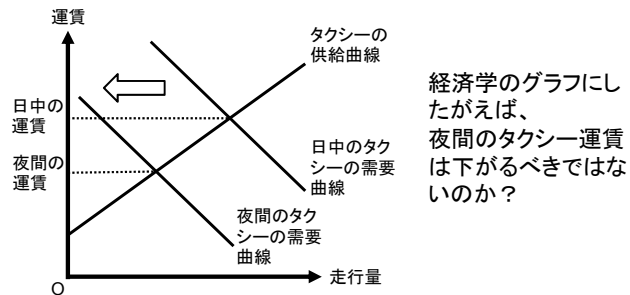 運賃
タクシーの
供給曲線
日中の
運賃
夜間の
運賃
日中のタク
シーの需要
曲線
夜間のタク
シーの需要
曲線
走行量
O
経済学のグラフにし
たがえば、
夜間のタクシー運賃
は下がるべきではな
いのか？